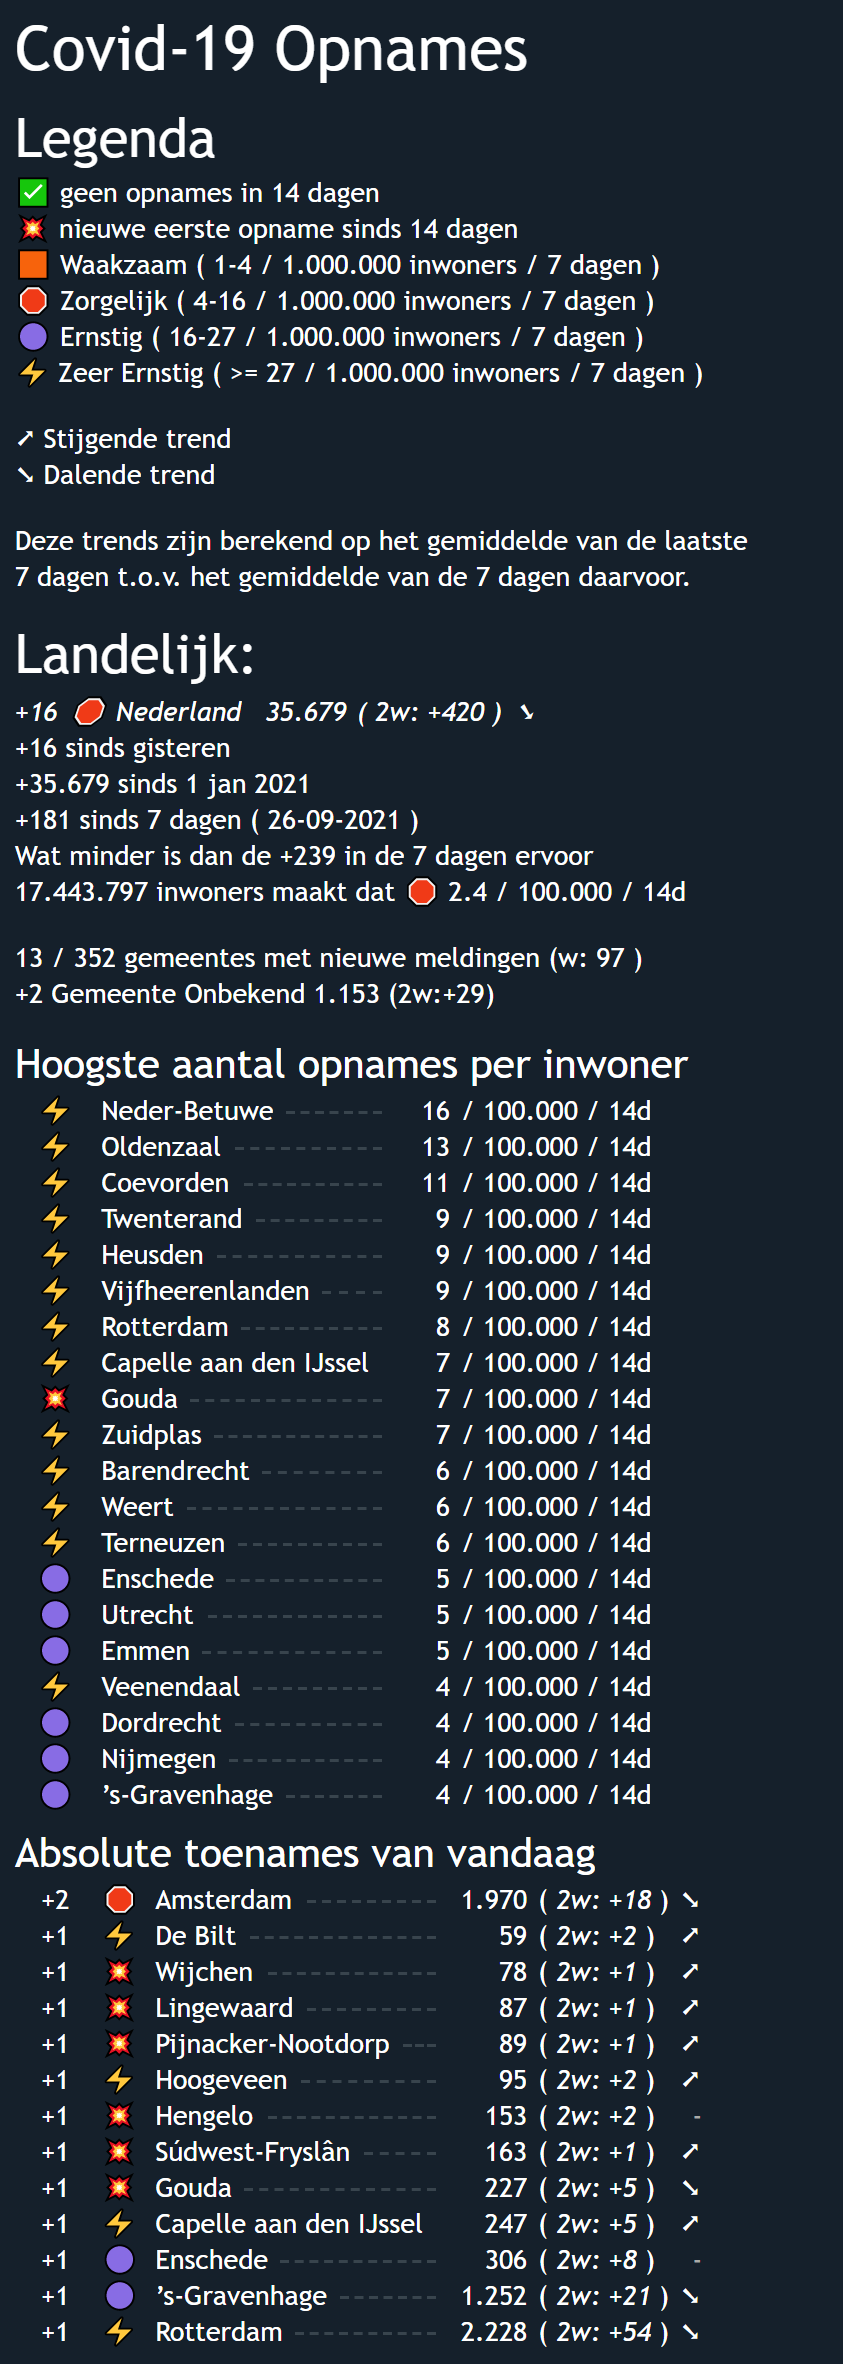 Covid-19 Opnames
Legenda
✅ geen opnames in 14 dagen
💥 nieuwe eerste opname sinds 14 dagen
🟧 Waakzaam ( 1-4 / 1.000.000 inwoners / 7 dagen )
🛑 Zorgelijk ( 4-16 / 1.000.000 inwoners / 7 dagen )
🟣 Ernstig ( 16-27 / 1.000.000 inwoners / 7 dagen )
⚡ Zeer Ernstig ( >= 27 / 1.000.000 inwoners / 7 dagen )
➚ Stijgende trend
➘ Dalende trend
Deze trends zijn berekend op het gemiddelde van de laatste
7 dagen t.o.v. het gemiddelde van de 7 dagen daarvoor.
Landelijk:
+16 🛑 Nederland 35.679 ( 2w: +420 ) ➘
+16 sinds gisteren
+35.679 sinds 1 jan 2021
+181 sinds 7 dagen ( 26-09-2021 )
Wat minder is dan de +239 in de 7 dagen ervoor
17.443.797 inwoners maakt dat 🛑 2.4 / 100.000 / 14d
13 / 352 gemeentes met nieuwe meldingen (w: 97 )
+2 Gemeente Onbekend 1.153 (2w:+29)
Hoogste aantal opnames per inwoner
⚡ Neder-Betuwe ------- 16 / 100.000 / 14d
⚡ Oldenzaal ---------- 13 / 100.000 / 14d
⚡ Coevorden --------- 11 / 100.000 / 14d
⚡ Twenterand -------- 9 / 100.000 / 14d
⚡ Heusden ----------- 9 / 100.000 / 14d
⚡ Vijfheerenlanden ---- 9 / 100.000 / 14d
⚡ Rotterdam --------- 8 / 100.000 / 14d
⚡ Capelle aan den IJssel 7 / 100.000 / 14d
💥 Gouda ------------- 7 / 100.000 / 14d
⚡ Zuidplas ----------- 7 / 100.000 / 14d
⚡ Barendrecht -------- 6 / 100.000 / 14d
⚡ Weert ------------- 6 / 100.000 / 14d
⚡ Terneuzen ---------- 6 / 100.000 / 14d
🟣 Enschede ---------- 5 / 100.000 / 14d
🟣 Utrecht ------------ 5 / 100.000 / 14d
🟣 Emmen ------------ 5 / 100.000 / 14d
⚡ Veenendaal -------- 4 / 100.000 / 14d
🟣 Dordrecht ---------- 4 / 100.000 / 14d
🟣 Nijmegen ---------- 4 / 100.000 / 14d
🟣 ’s-Gravenhage ------- 4 / 100.000 / 14d
Absolute toenames van vandaag
+2 🛑 Amsterdam --------- 1.970 ( 2w: +18 ) ➘
+1 ⚡ De Bilt ------------ 59 ( 2w: +2 ) ➚
+1 💥 Wijchen ----------- 78 ( 2w: +1 ) ➚
+1 💥 Lingewaard --------- 87 ( 2w: +1 ) ➚
+1 💥 Pijnacker-Nootdorp --- 89 ( 2w: +1 ) ➚
+1 ⚡ Hoogeveen --------- 95 ( 2w: +2 ) ➚
+1 💥 Hengelo ----------- 153 ( 2w: +2 ) -
+1 💥 Súdwest-Fryslân ----- 163 ( 2w: +1 ) ➚
+1 💥 Gouda ------------- 227 ( 2w: +5 ) ➘
+1 ⚡ Capelle aan den IJssel 247 ( 2w: +5 ) ➚
+1 🟣 Enschede ---------- 306 ( 2w: +8 ) -
+1 🟣 ’s-Gravenhage ------- 1.252 ( 2w: +21 ) ➘
+1 ⚡ Rotterdam --------- 2.228 ( 2w: +54 ) ➘